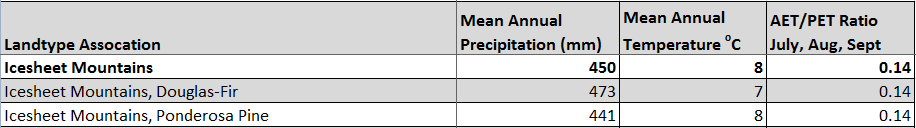 Landtype Assocation Mean Annual Precipitation (mm) Mean Annual Temperature °C AET/PET Ratio July, Aug, Sept
Icesheet Mountains 450 8 0.14
Icesheet Mountains, Douglas-Fir 473 7 0.14
Icesheet Mountains, Ponderosa Pine 441 8 0.14